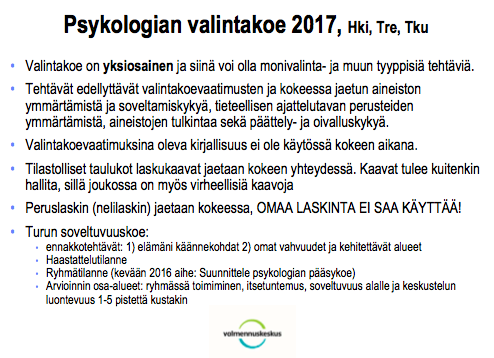 Psykologian valintakoe 2017, Hki, Tre, Tku
• Valintakoe on yksiosainen ja siinä voi olla monivalinta- ja muun tyyppisiä tehtäviä.
• Tehtävät edellyttävät valintakoevaatimusten ja kokeessa jaetun aineiston
ymmärtämistä ja soveltamiskykyä, tieteellisen ajattelutavan perusteiden
ymmärtämistä, aineistojen tulkintaa sekä päättely- ja oivalluskykyä.
• Valintakoevaatimuksina oleva kirjallisuus ei ole käytössä kokeen aikana.
• Tilastolliset taulukot laskukaavat jaetaan kokeen yhteydessä. Kaavat tulee kuitenkin
hallita, sillä joukossa on myös virheellisiä kaavoja
• Peruslaskin (nelilaskin) jaetaan kokeessa, OMAA LASKINTA EI SAA KÄYTTÄÄ!
• Turun soveltuvuuskoe:
• ennakkotehtävät: 1) elämäni käännekohdat 2) omat vahvuudet ja kehitettävät alueet
• Haastattelutilanne
• Ryhmätilanne (kevään 2016 aihe: Suunnittele psykologian pääsykoe)
• Arvioinnin osa-alueet: ryhmässä toimiminen, itsetuntemus, soveltuvuus alalle ja keskustelun
luontevuus 1-5 pistettä kustakin
valmennuskeskus